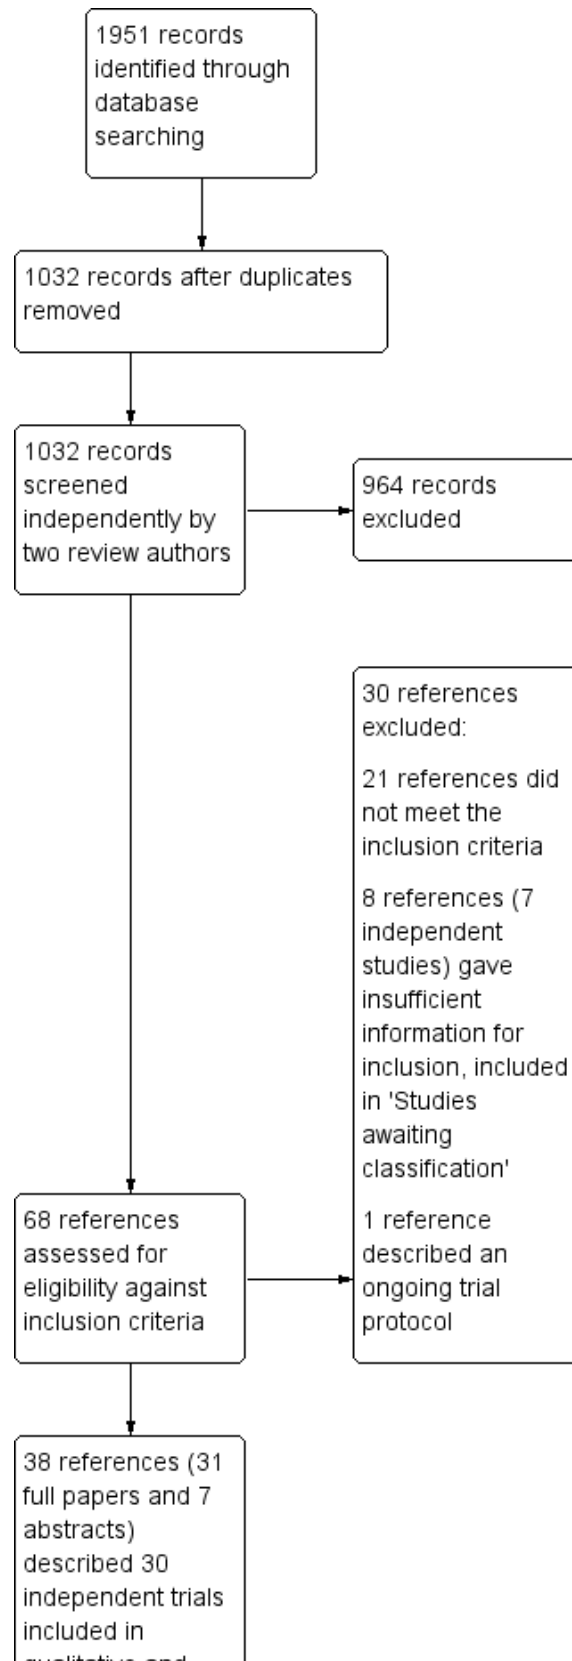 1951 records
identified through
database
searching
1032 records after duplicates
removed
1032 records
screened
independently by
two review authors
964 records
excluded
30 references
excluded:
21 references did
not meet the
inclusion criteria
8 references (7
independent
studies) gave
insufficient
information for
inclusion, included
in 'Studies
awaiting
classification'
1 reference
described an
ongoing trial
protocol
68 references
assessed for
eligibility against
inclusion criteria
38 references (31
full papers and 7
abstracts)
described 30
independent trials
included in
qualitative and